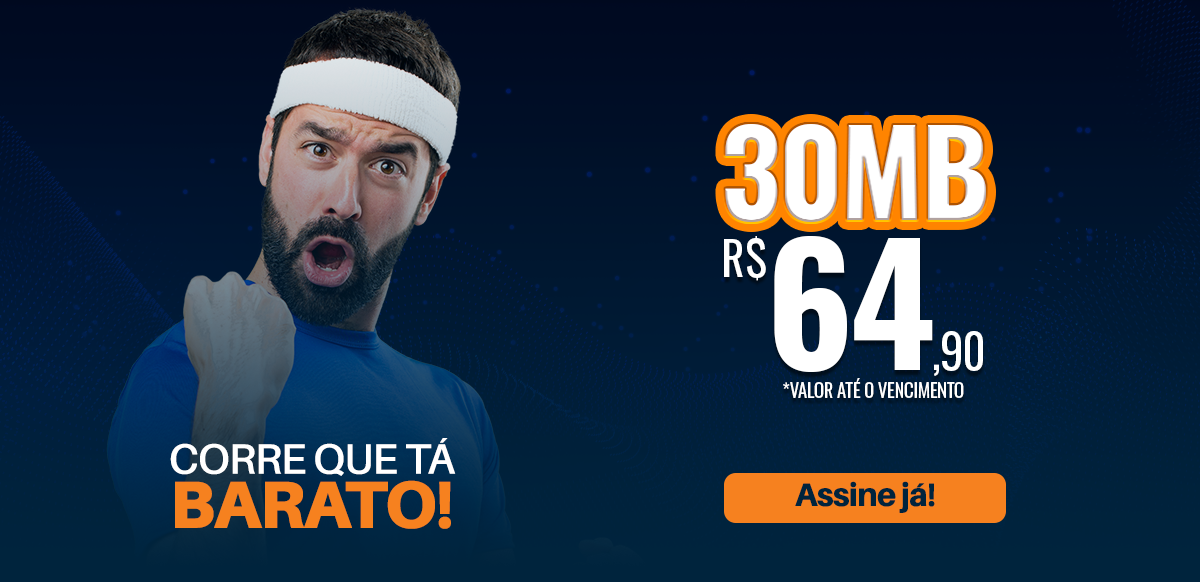 CORRE QUE TÁ
BARATO!
30MB
R$ 64,90
*VALOR ATÉ O VENCIMENTO
Assine já!